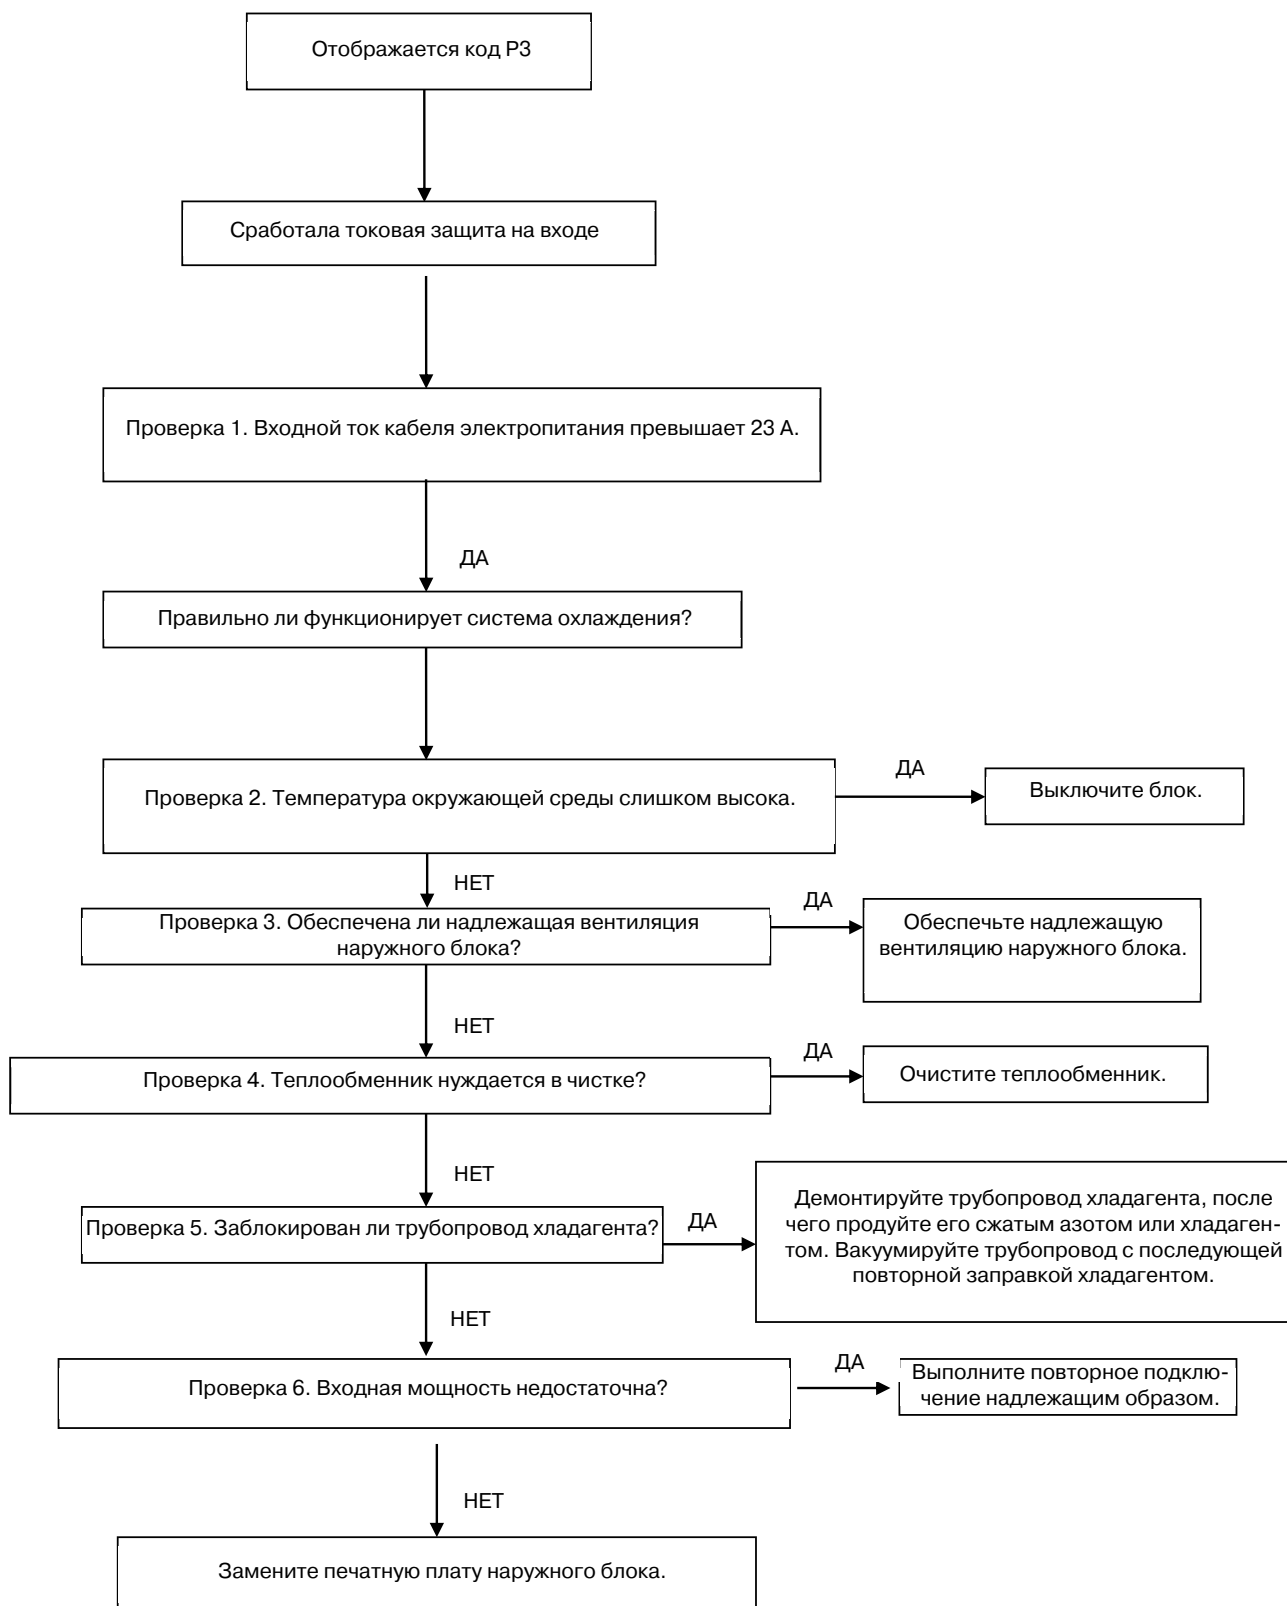 Отображается код P3
Сработала токовая защита на входе
Проверка 1. Входной ток кабеля электропитания превышает 23 А.
ДА
Правильно ли функционирует система охлаждения?
Проверка 2. Температура окружающей среды слишком высока.
ДА
Выключите блок.
НЕТ
Проверка 3. Обеспечена ли надлежащая вентиляция
наружного блока?
ДА
Обеспечьте надлежащую
вентиляцию наружного блока.
НЕТ
Проверка 4. Теплообменник нуждается в чистке?
ДА
Очистите теплообменник.
НЕТ
Проверка 5. Заблокирован ли трубопровод хладагента?
ДА
Демонтируйте трубопровод хладагента, после
чего продуйте его сжатым азотом или хладаген-
том. Вакуумируйте трубопровод с последующей
повторной заправкой хладагентом.
НЕТ
Проверка 6. Входная мощность недостаточна?
ДА
Выполните повторное подклю-
чение надлежащим образом.
НЕТ
Замените печатную плату наружного блока.